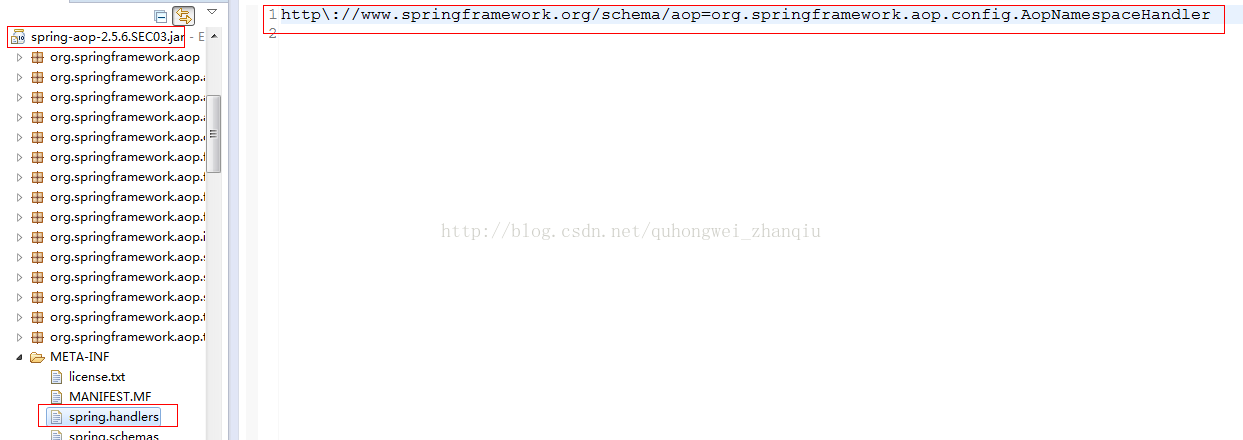 spring-aop-2.5.6.SEC03.jar - E
org.springframework.aop
org.springframework.aop.a
org.springframework.aop.a
org.springframework.aop.a
org.springframework.aop.c
org.springframework.aop.f
org.springframework.aop.f
org.springframework.aop.f
org.springframework.aop.f
org.springframework.aop.i
org.springframework.aop.s
org.springframework.aop.s
org.springframework.aop.s
org.springframework.aop.t
org.springframework.aop.t
META-INF
license.txt
MANIFEST.MF
spring.handlers
spring.schemas
1 http\://www.springframework.org/schema/aop=org.springframework.aop.config.AopNamespaceHandler
2
http://blog.csdn.net/quhongwei_zhanqiu